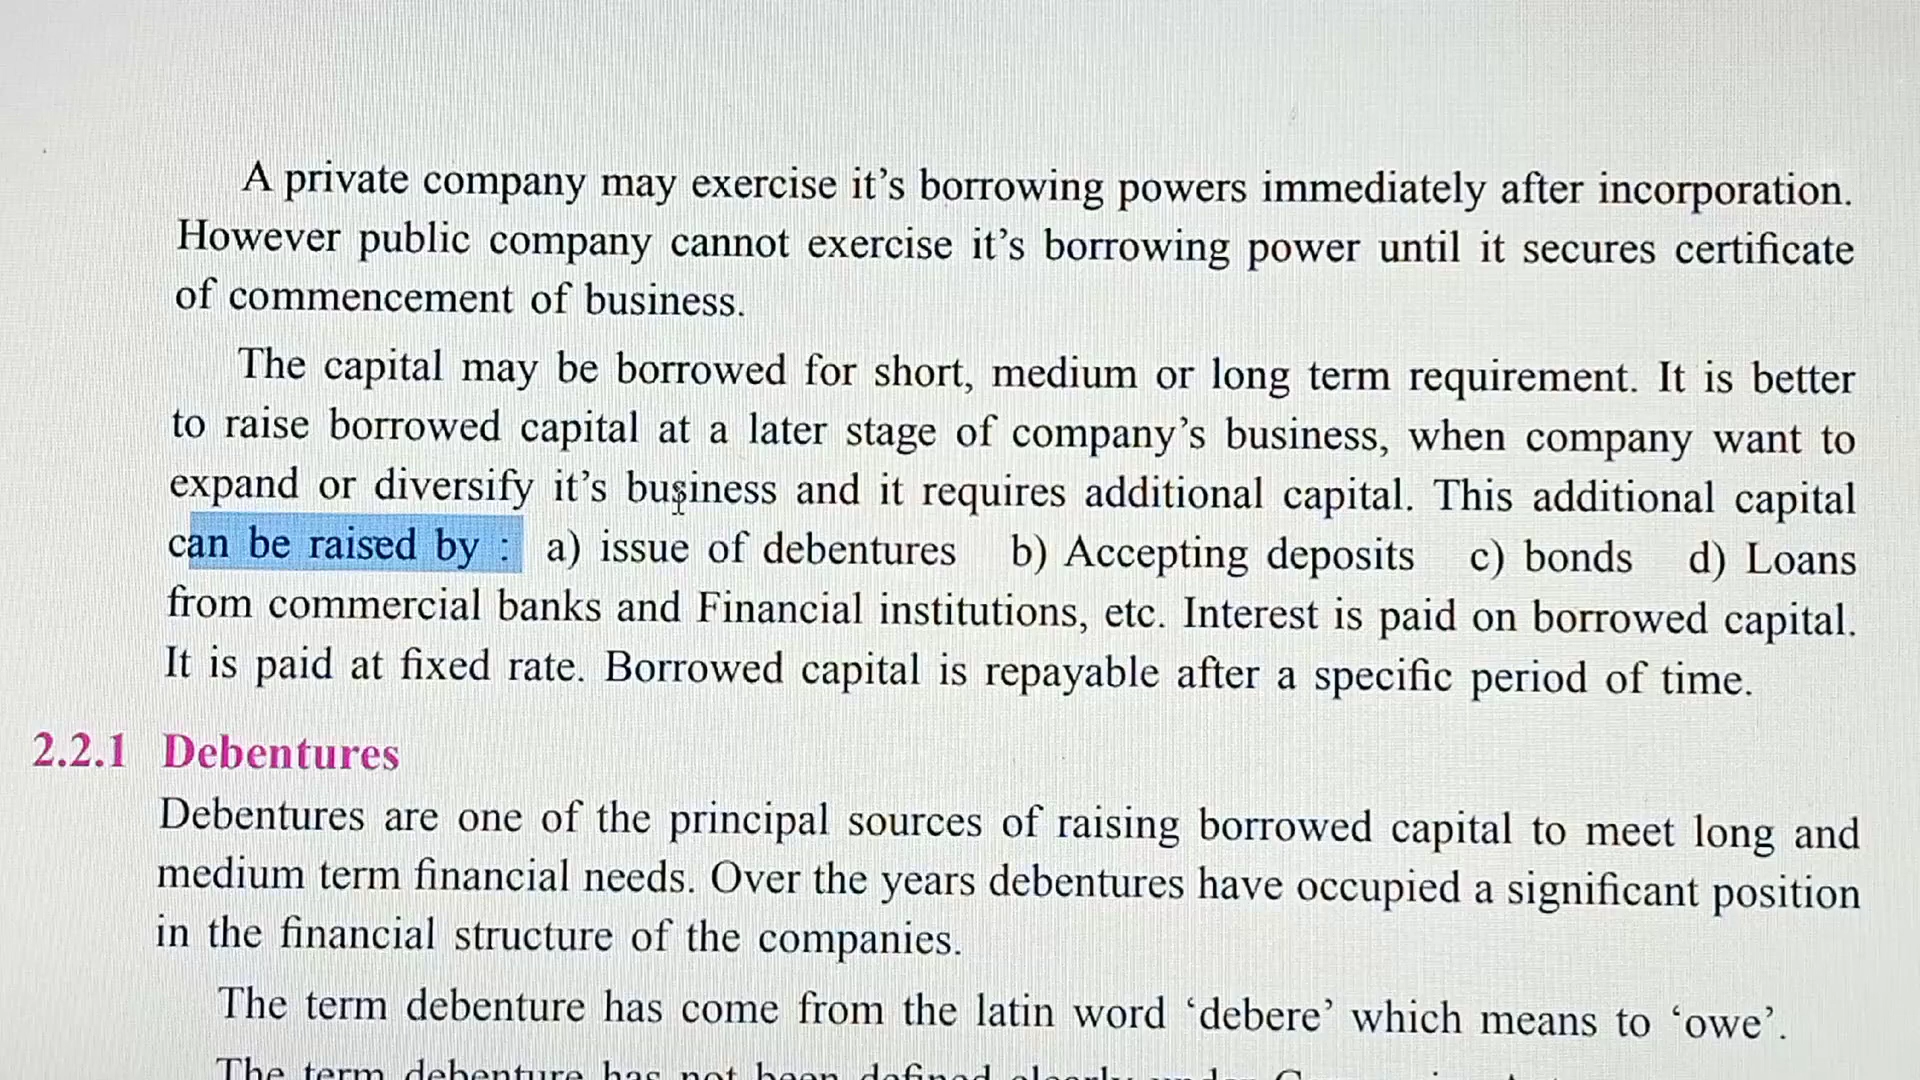 A private company may exercise it’s borrowing powers immediately after incorporation.
However public company cannot exercise it’s borrowing power until it secures certificate
of commencement of business.
The capital may be borrowed for short, medium or long term requirement. It is better
to raise borrowed capital at a later stage of company’s business, when company want to
expand or diversify it’s business and it requires additional capital. This additional capital
can be raised by : a) issue of debentures b) Accepting deposits c) bonds d) Loans
from commercial banks and Financial institutions, etc. Interest is paid on borrowed capital.
It is paid at fixed rate. Borrowed capital is repayable after a specific period of time.
2.2.1 Debentures
Debentures are one of the principal sources of raising borrowed capital to meet long and
medium term financial needs. Over the years debentures have occupied a significant position
in the financial structure of the companies.
The term debenture has come from the latin word ‘debere’ which means to ‘owe’.
The term debenture has not been defined clearly